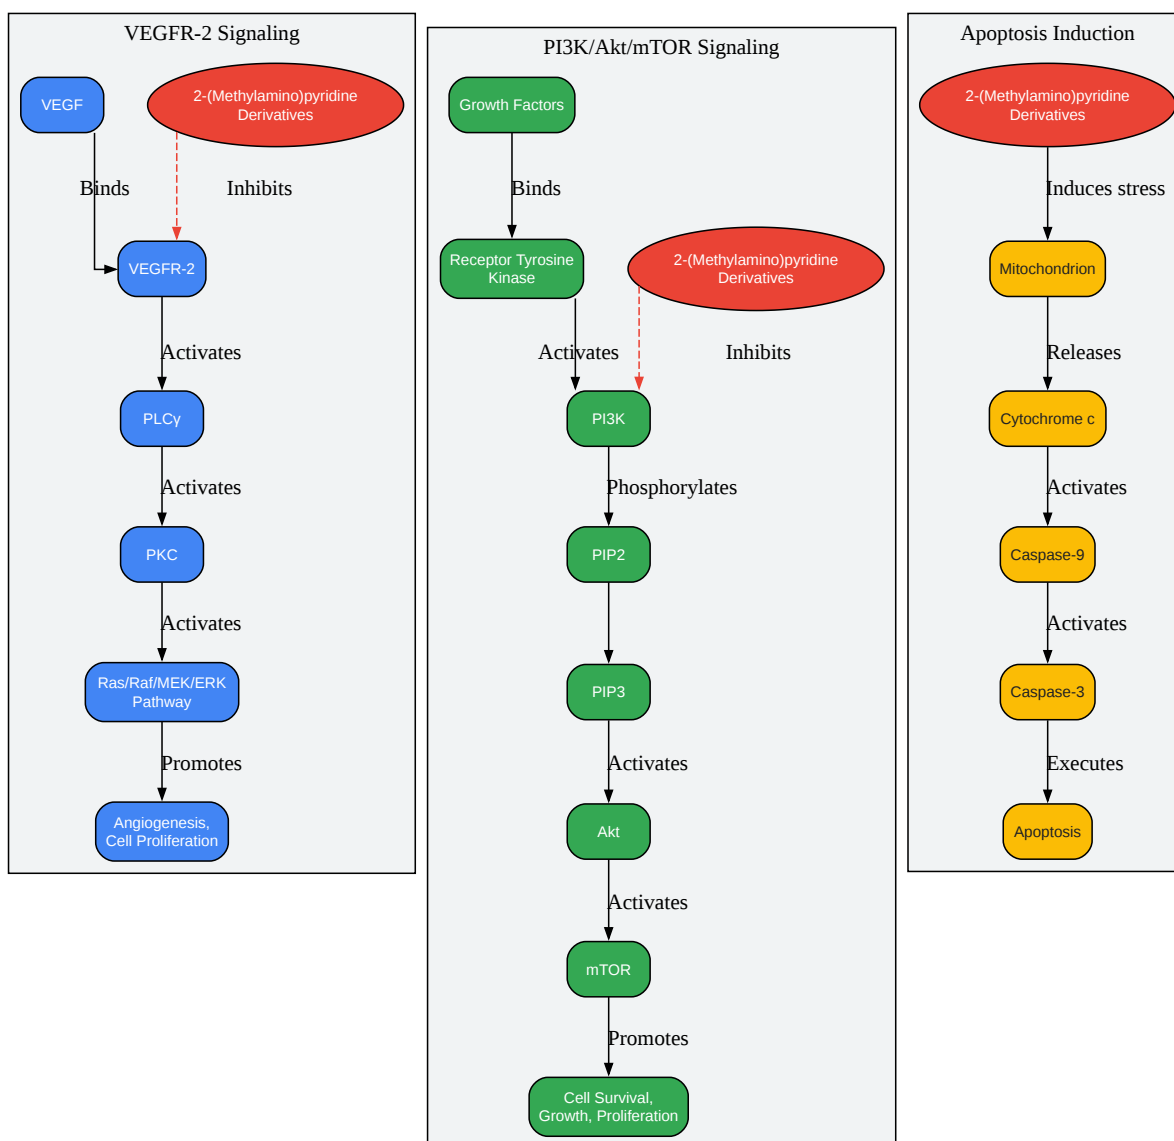 VEGFR-2 Signaling
VEGF
2-(Methylamino)pyridine
Derivatives
Binds
Inhibits
VEGFR-2
Activates
PLCγ
Activates
PKC
Activates
Ras/Raf/MEK/ERK
Pathway
Promotes
Angiogenesis,
Cell Proliferation
PI3K/Akt/mTOR Signaling
Growth Factors
Binds
Receptor Tyrosine
Kinase
2-(Methylamino)pyridine
Derivatives
Activates
Inhibits
PI3K
Phosphorylates
PIP2
PIP3
Activates
Akt
Activates
mTOR
Promotes
Cell Survival,
Growth, Proliferation
Apoptosis Induction
2-(Methylamino)pyridine
Derivatives
Induces stress
Mitochondrion
Releases
Cytochrome c
Activates
Caspase-9
Activates
Caspase-3
Executes
Apoptosis